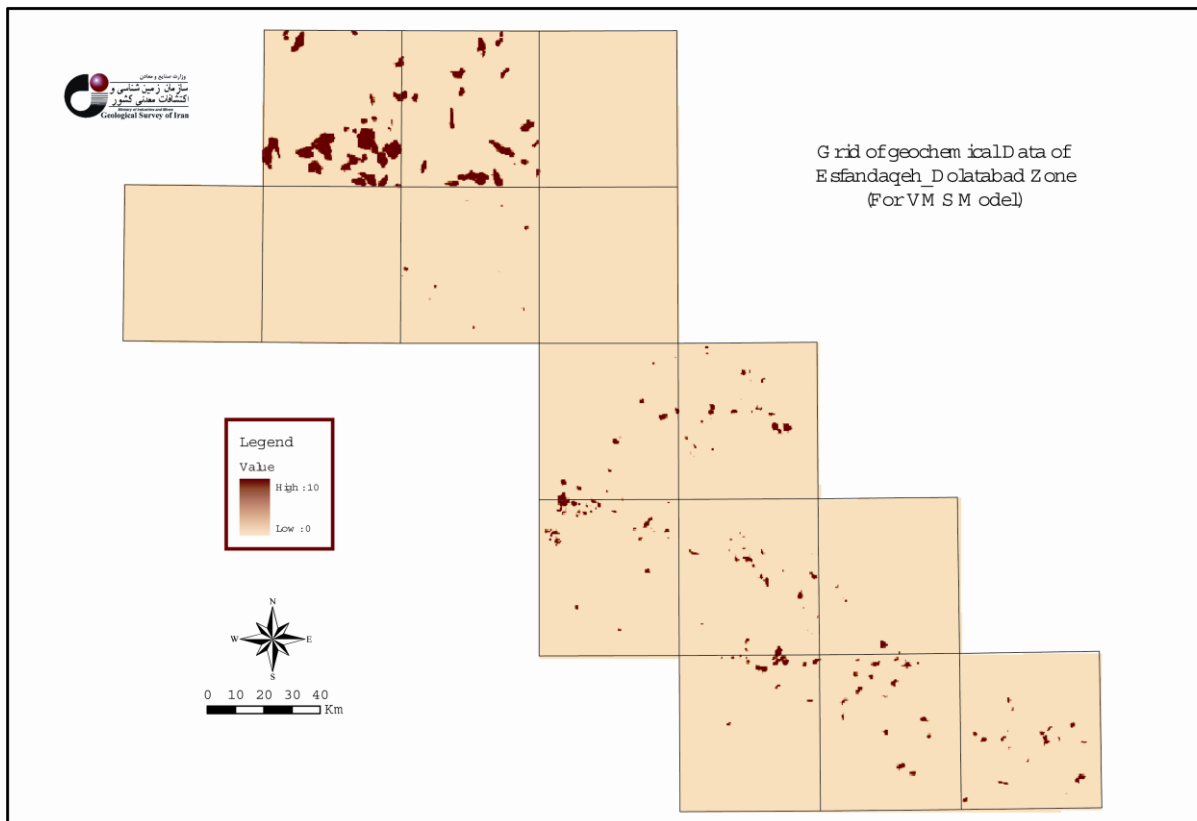 وزارت صنایع و معادن
سازمان زمین شناسی و
اکتشافات معدنی کشور
Ministry of Industries and Mines
Geological Survey of Iran
Grid of geochemical Data of
Esfandaqeh_Dolatabad Zone
(For VMS Model)
Legend
Value
High : 10
Low : 0
N
W E
S
0 10 20 30 40
Km